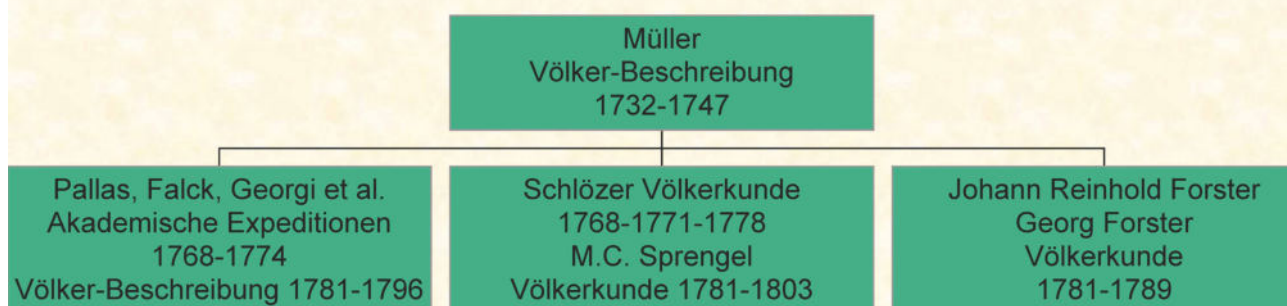 Müller
Völker-Beschreibung
1732-1747
Pallas, Falck, Georgi et al.
Akademische Expeditionen
1768-1774
Völker-Beschreibung 1781-1796
Schlözer Völkerkunde
1768-1771-1778
M.C. Sprengel
Völkerkunde 1781-1803
Johann Reinhold Forster
Georg Forster
Völkerkunde
1781-1789